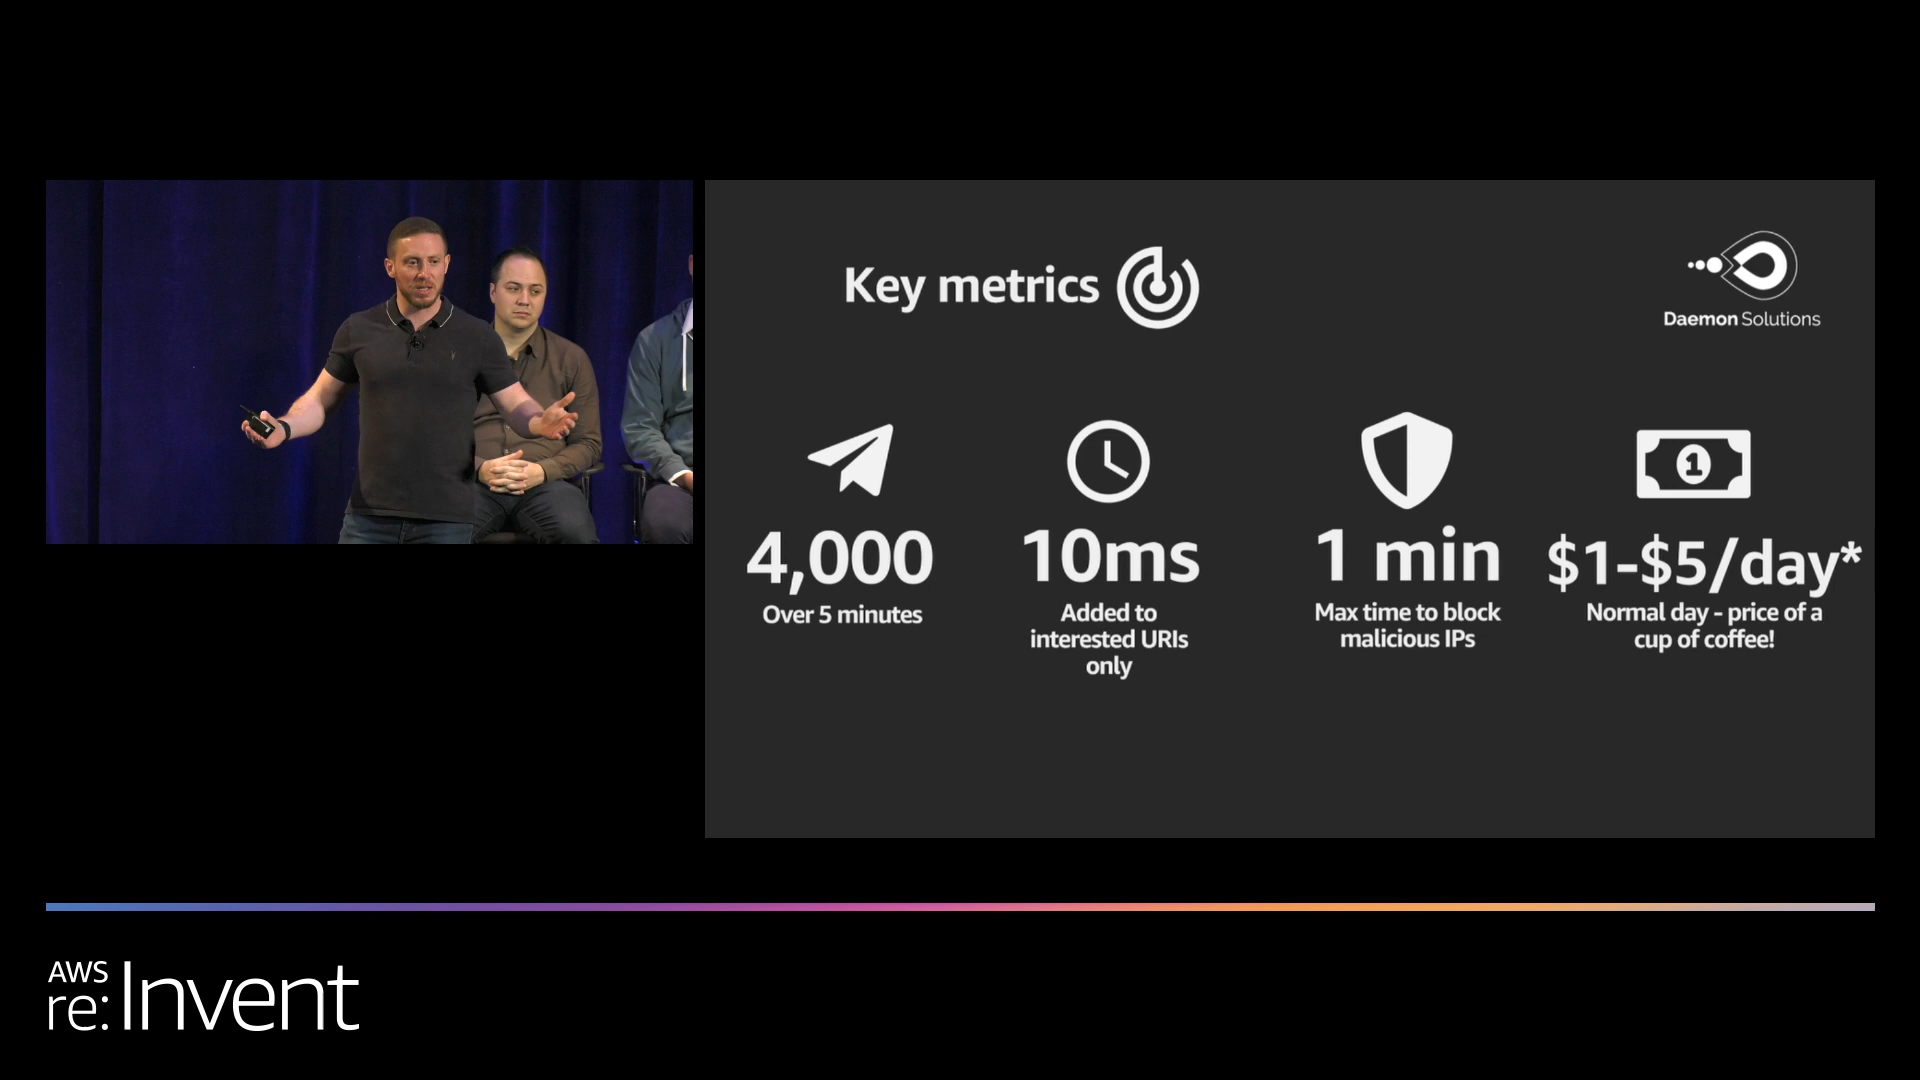 Key metrics
Daemon Solutions
4,000
Over 5 minutes
10ms
Added to
interested URIs
only
1 min
Max time to block
malicious IPs
1
$1-$5/day*
Normal day - price of a
cup of coffee!
AWS
re:Invent